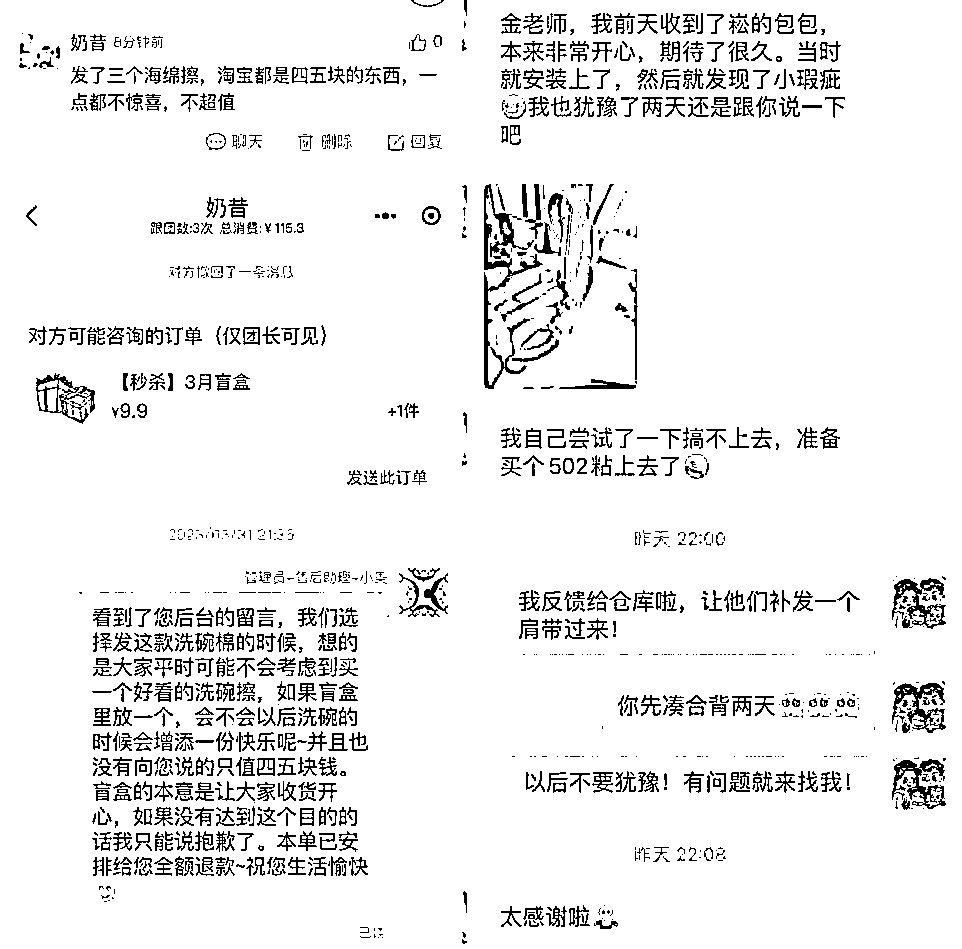 奶昔 8分钟前
0
发了三个海绵擦，淘宝都是四五块的东西，一
点都不惊喜，不超值
聊天 删除 回复
奶昔
跟团数:3次 总消费:¥115.3
对方撤回了一条消息
对方可能咨询的订单（仅团长可见）
【秒杀】3月盲盒
¥9.9
+1件
发送此订单
管理员-售后助理-小
看到了您后台的留言，我们选
择发这款洗碗棉的时候，想的
是大家平时可能不会考虑到买
一个好看的洗碗擦，如果盲盒
里放一个，会不会以后洗碗的
时候会增添一份快乐呢~并且也
没有向您说的只值四五块钱。
盲盒的本意是让大家收货开
心，如果没有达到这个目的的
话我只能说抱歉了。本单已安
排给您全额退款~祝您生活愉快
金老师，我前天收到了崧的包包，
本来非常开心，期待了很久。当时
就安装上了，然后就发现了小瑕疵
我也犹豫了两天还是跟你说一下
吧
我自己尝试了一下搞不上去，准备
买个502粘上去了
昨天 22:00
我反馈给仓库啦，让他们补发一个
肩带过来！
你先凑合背两天
以后不要犹豫！有问题就来找我！
昨天 22:08
太感谢啦